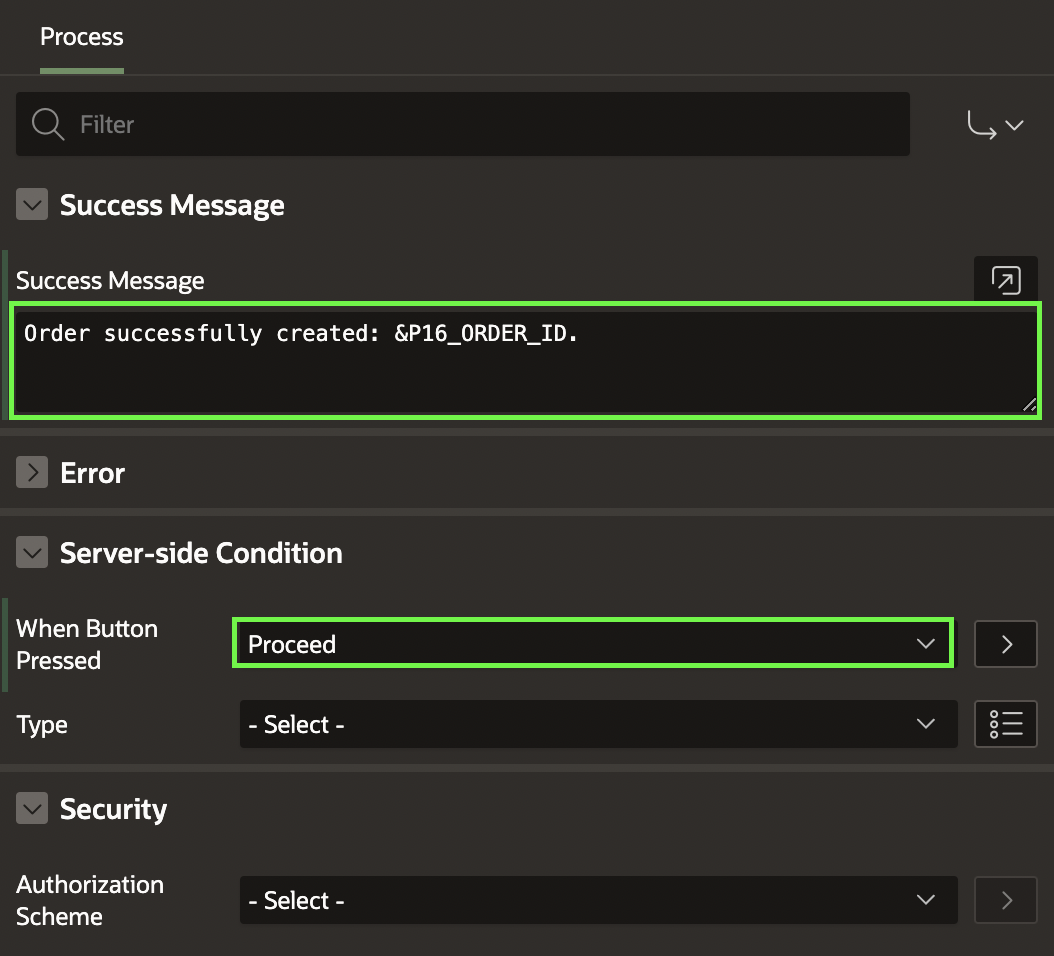 Process
Filter
Success Message
Success Message
Order successfully created: &P16_ORDER_ID.
Error
Server-side Condition
When Button
Pressed
Proceed
Type
- Select -
Security
Authorization
Scheme
- Select -